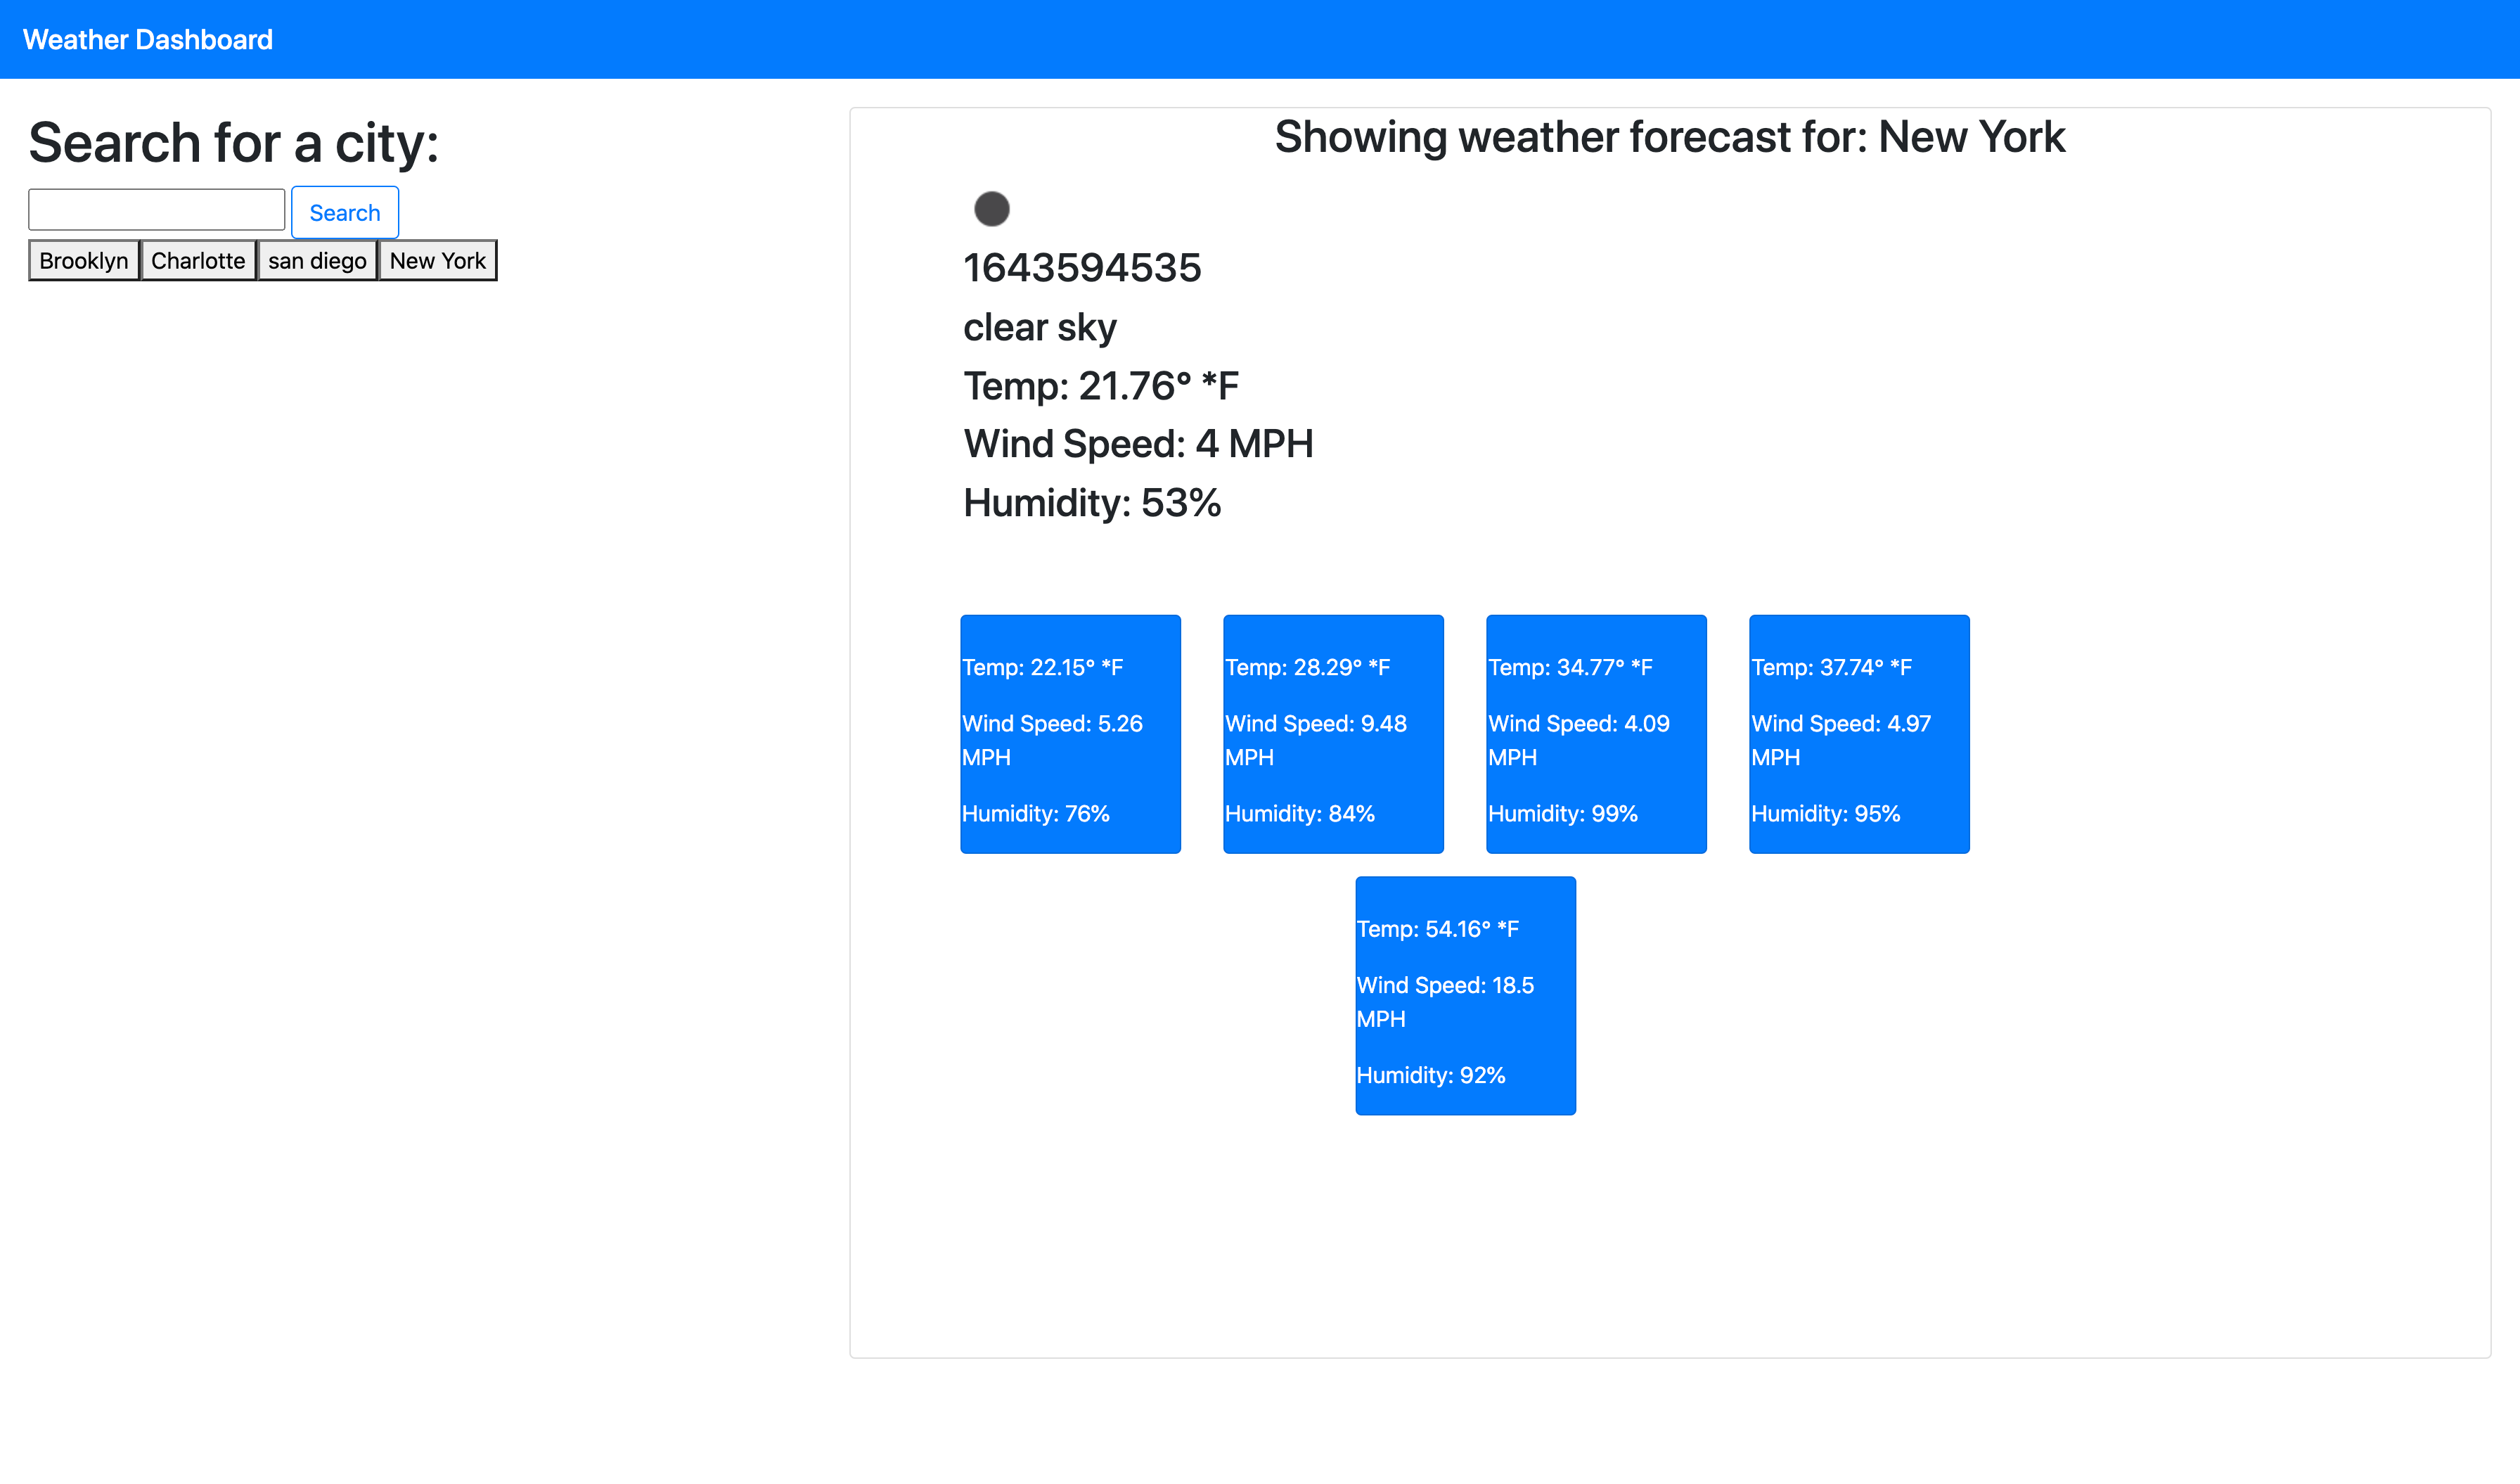 Weather Dashboard
Search for a city:
Search
Brooklyn Charlotte san diego New York
Showing weather forecast for: New York
1643594535
clear sky
Temp: 21.76° *F
Wind Speed: 4 MPH
Humidity: 53%
Temp: 22.15° *F
Wind Speed: 5.26
MPH
Humidity: 76%
Temp: 28.29° *F
Wind Speed: 9.48
MPH
Humidity: 84%
Temp: 34.77° *F
Wind Speed: 4.09
MPH
Humidity: 99%
Temp: 37.74° *F
Wind Speed: 4.97
MPH
Humidity: 95%
Temp: 54.16° *F
Wind Speed: 18.5
MPH
Humidity: 92%